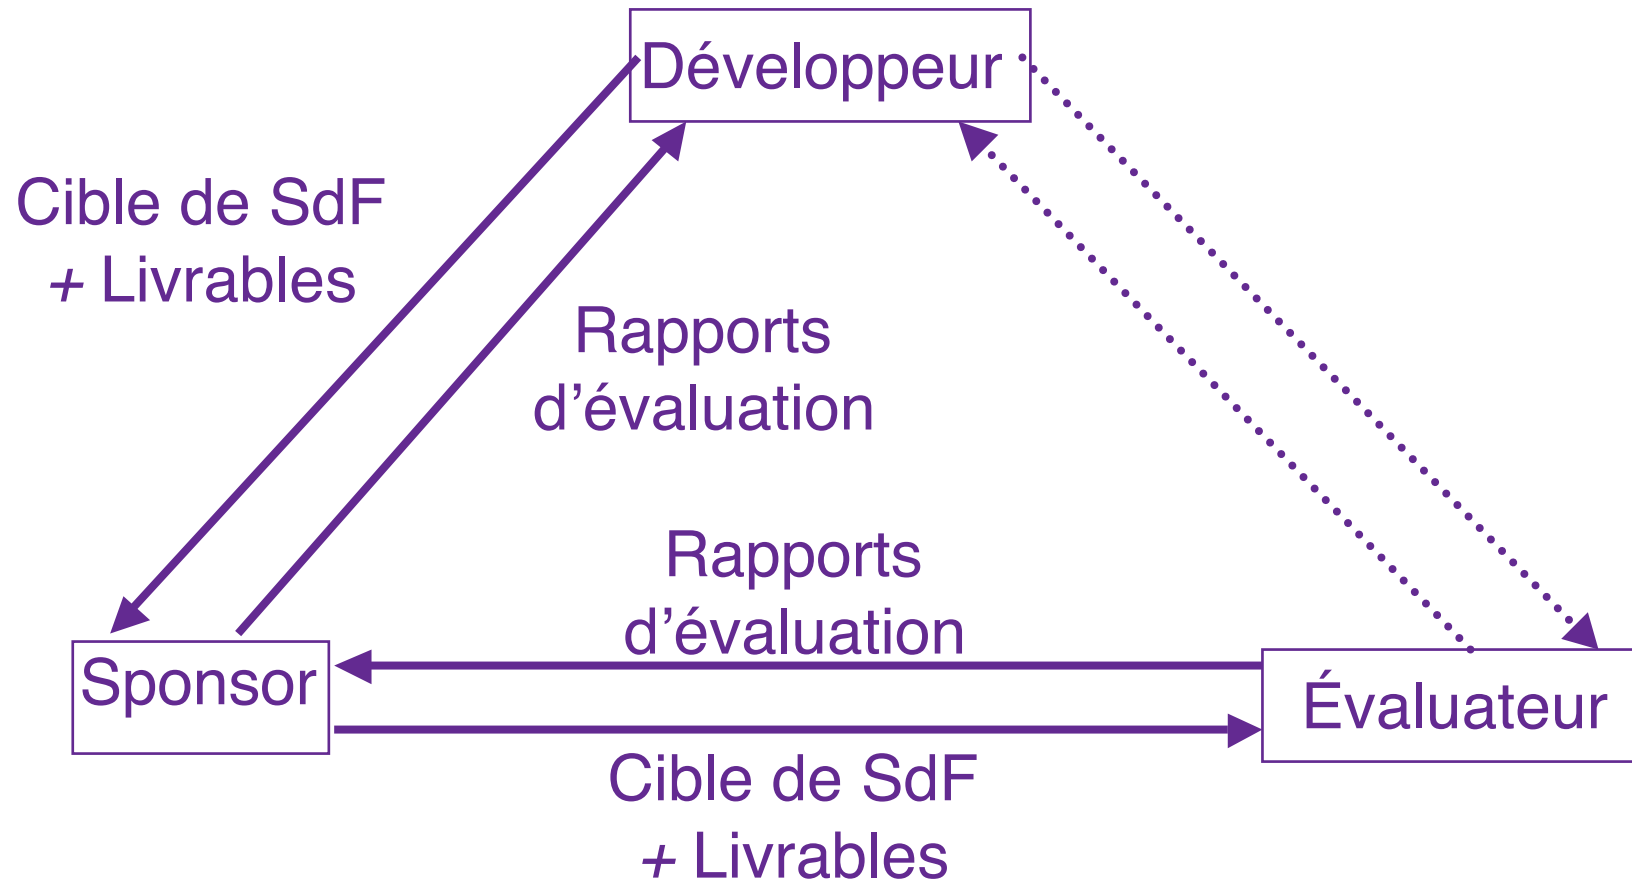 Développeur
Cible de SdF
+ Livrables
Rapports
d’évaluation
Rapports
d’évaluation
Sponsor
Évaluateur
Cible de SdF
+ Livrables